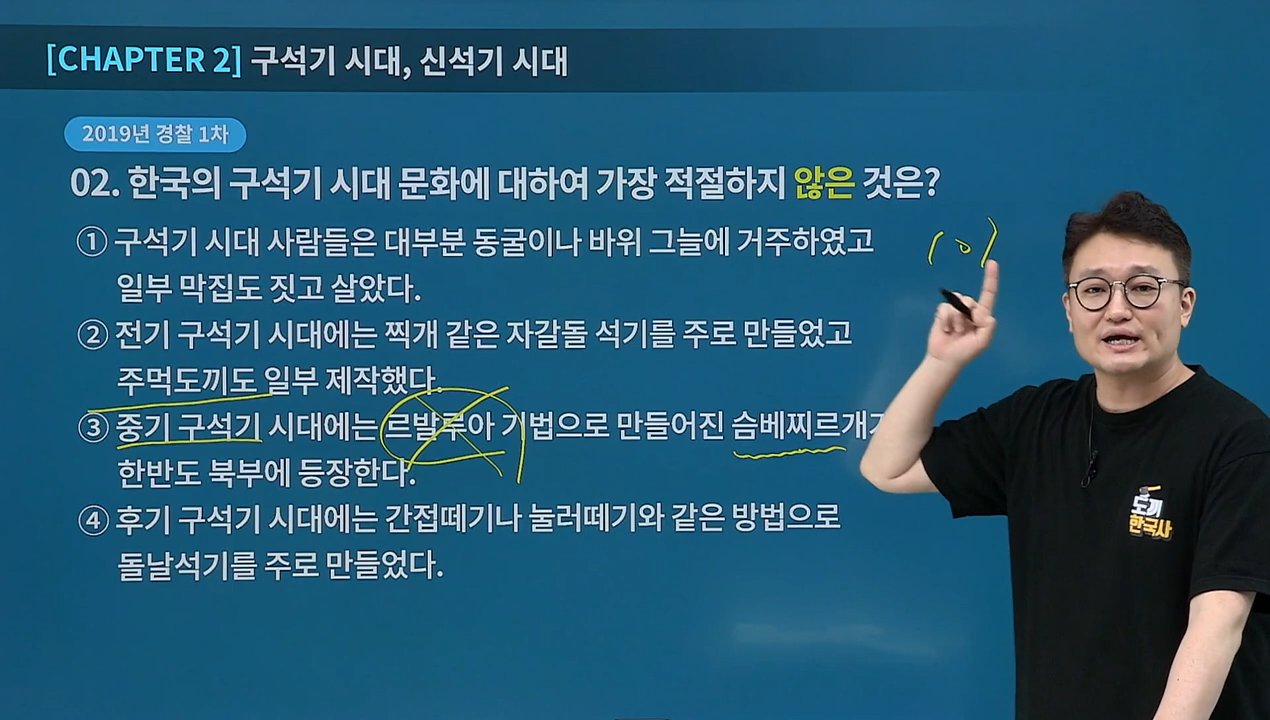 [CHAPTER 2] 구석기 시대, 신석기 시대
2019년 경찰 1차
02. 한국의 구석기 시대 문화에 대하여 가장 적절하지 않은 것은?
① 구석기 시대 사람들은 대부분 동굴이나 바위 그늘에 거주하였고
일부 막집도 짓고 살았다.
② 전기 구석기 시대에는 찍개 같은 자갈돌 석기를 주로 만들었고
주먹도끼도 일부 제작했다.
③ 중기 구석기 시대에는 르발루아 기법으로 만들어진 슴베찌르개가
한반도 북부에 등장한다.
④ 후기 구석기 시대에는 간접떼기나 눌러떼기와 같은 방법으로
돌날석기를 주로 만들었다.
도끼
한국사